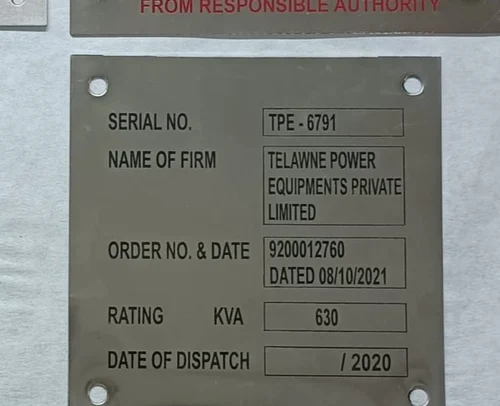 FROM RESPONSIBLE AUTHORITY
SERIAL NO. TPE - 6791
NAME OF FIRM TELAWNE POWER
EQUIPMENTS PRIVATE
LIMITED
ORDER NO. & DATE 9200012760
DATED 08/10/2021
RATING KVA 630
DATE OF DISPATCH / 2020